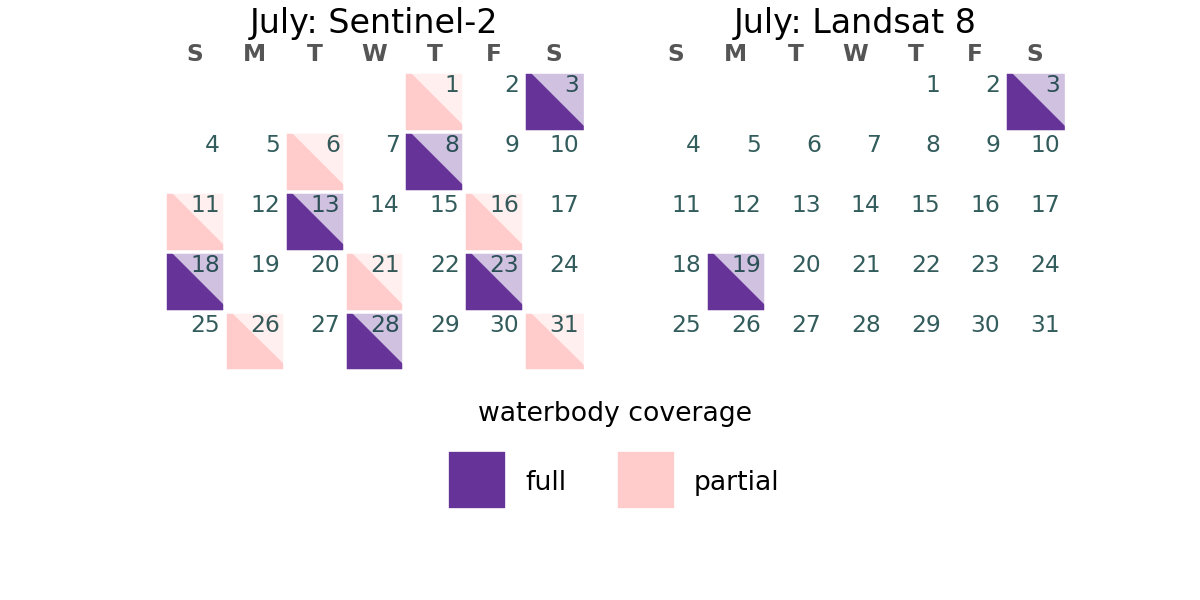 July: Sentinel-2
S M T W T F S
1 2 3
4 5 6 7 8 9 10
11 12 13 14 15 16 17
18 19 20 21 22 23 24
25 26 27 28 29 30 31
July: Landsat 8
S M T W T F S
1 2 3
4 5 6 7 8 9 10
11 12 13 14 15 16 17
18 19 20 21 22 23 24
25 26 27 28 29 30 31
waterbody coverage
full partial